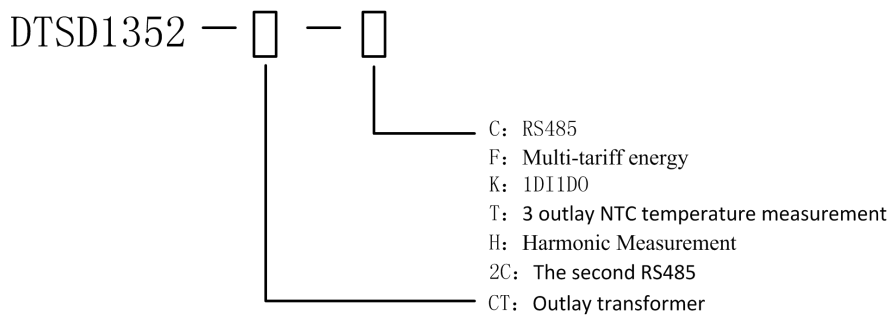 DTSD1352 — □ — □
C: RS485
F: Multi-tariff energy
K: 1DI1DO
T: 3 outlay NTC temperature measurement
H: Harmonic Measurement
2C: The second RS485
CT: Outlay transformer